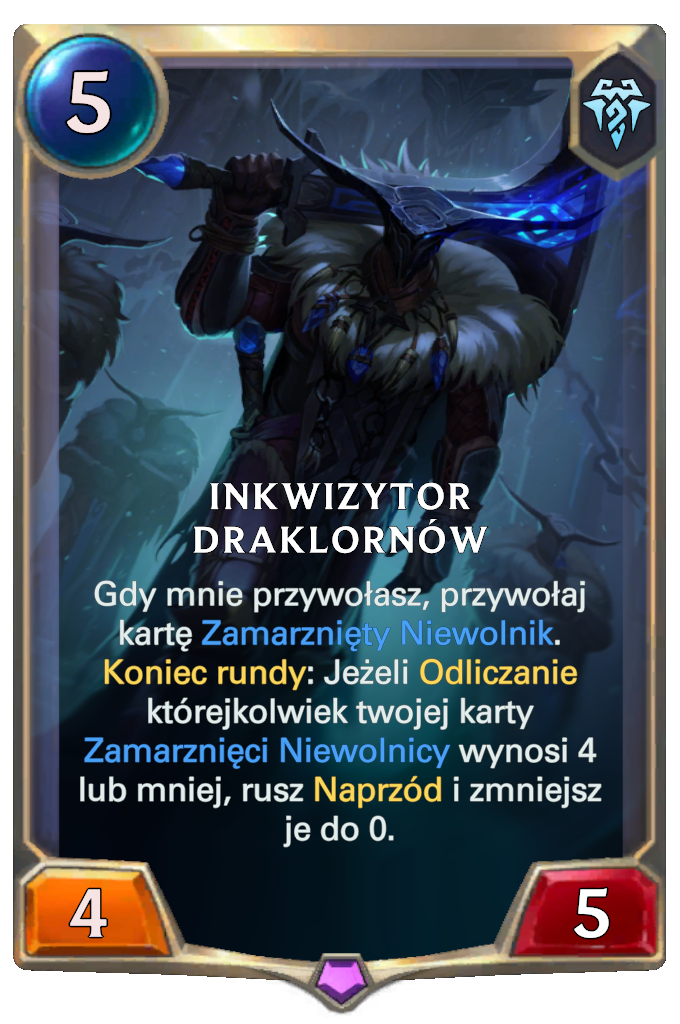 5
INKWIZYTOR
DRAKLORNÓW
Gdy mnie przywołasz, przywołaj
kartę Zamarznięty Niewolnik.
Koniec rundy: Jeżeli Odliczanie
którejkolwiek twojej karty
Zamarznięci Niewolnicy wynosi 4
lub mniej, rusz Naprzód i zmniejsz
je do 0.
4
5